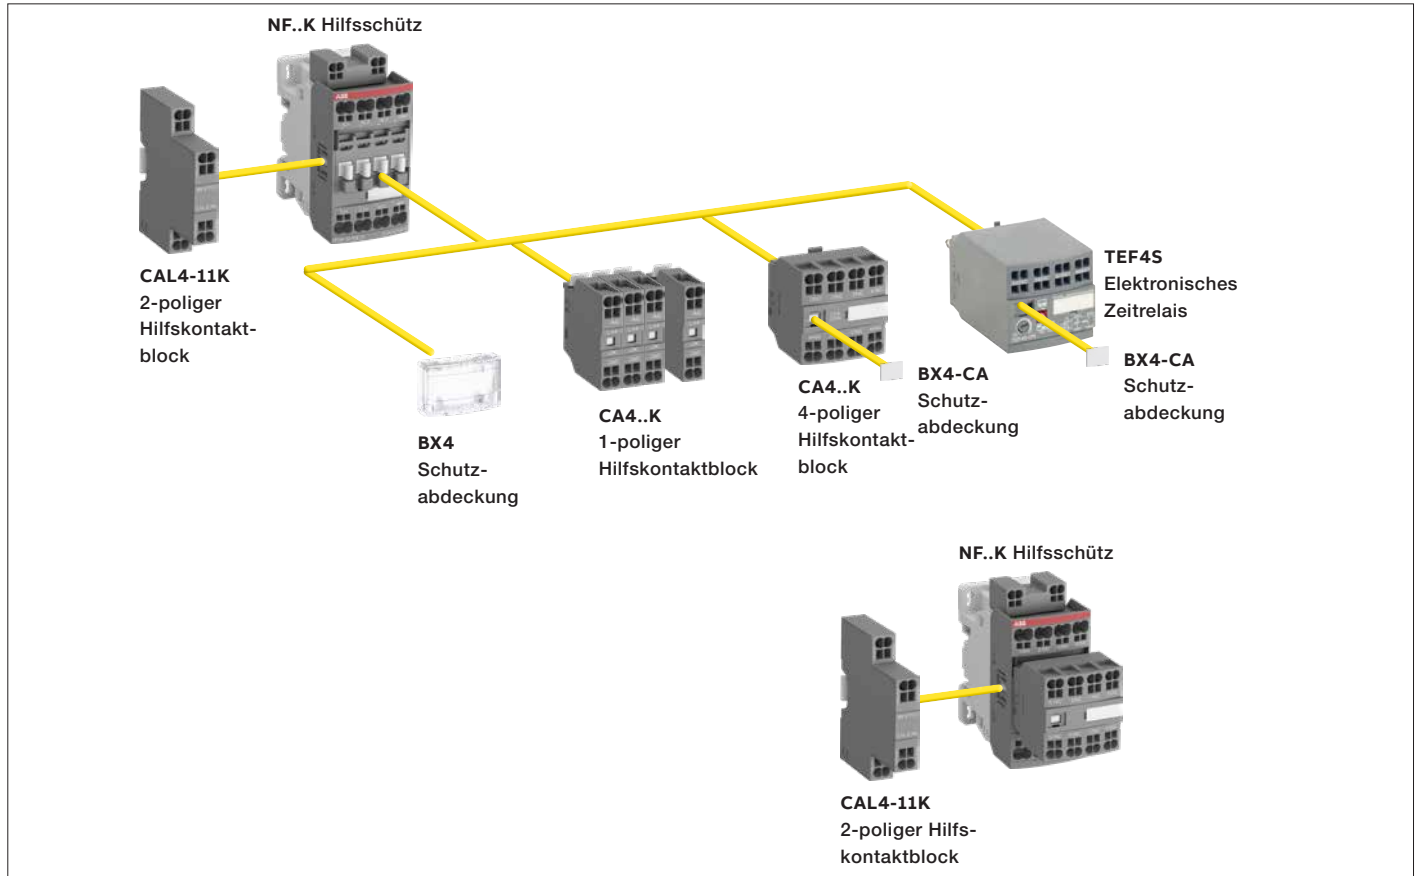 NF..K Hilfsschütz
ABB
CAL4-11K
2-poliger
Hilfskontakt-
block
TEF4S
Elektronisches
Zeitrelais
BX4-CA
Schutz-
abdeckung
BX4-CA
Schutz-
abdeckung
CA4..K
4-poliger
Hilfskontakt-
block
CA4..K
1-poliger
Hilfskontaktblock
BX4
Schutz-
abdeckung
NF..K Hilfsschütz
ABB
CAL4-11K
2-poliger Hilfs-
kontaktblock